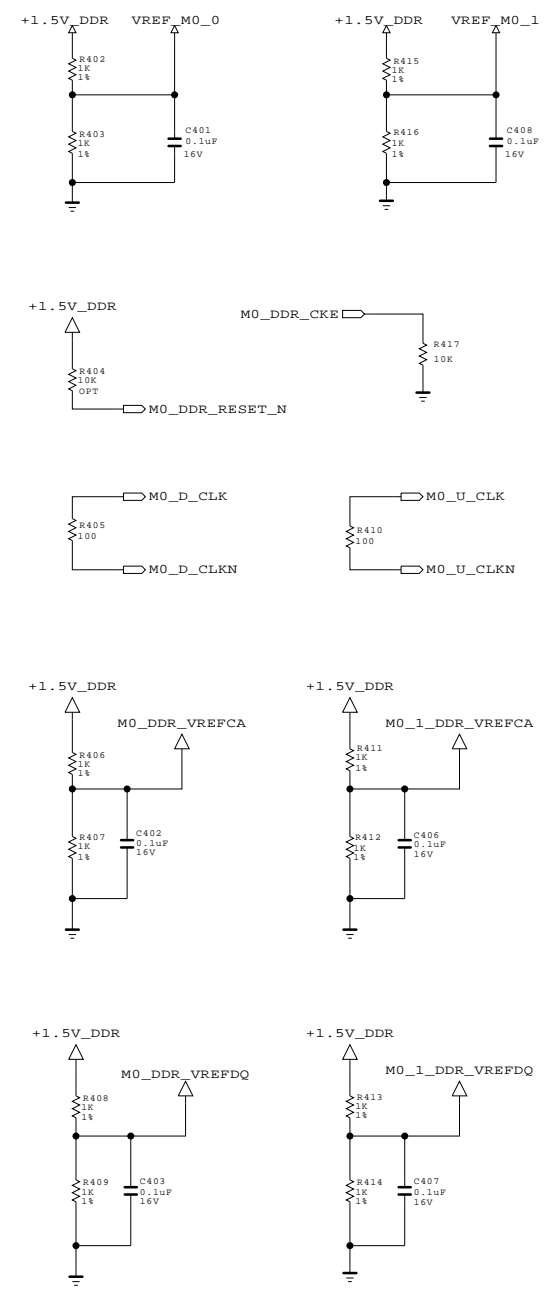 +1.5V_DDR VREF_M0_0
R402
1K
1%
R403
1K
1%
C401
0.1uF
16V
+1.5V_DDR VREF_M0_1
R415
1K
1%
R416
1K
1%
C408
0.1uF
16V
+1.5V_DDR
R404
10K
OPT
M0_DDR_RESET_N
M0_DDR_CKE
R417
10K
M0_D_CLK
R405
100
M0_D_CLKN
M0_U_CLK
R410
100
M0_U_CLKN
+1.5V_DDR
M0_DDR_VREFCA
R406
1K
1%
R407
1K
1%
C402
0.1uF
16V
+1.5V_DDR
M0_1_DDR_VREFCA
R411
1K
1%
R412
1K
1%
C406
0.1uF
16V
+1.5V_DDR
M0_DDR_VREFDQ
R408
1K
1%
R409
1K
1%
C403
0.1uF
16V
+1.5V_DDR
M0_1_DDR_VREFDQ
R413
1K
1%
R414
1K
1%
C407
0.1uF
16V